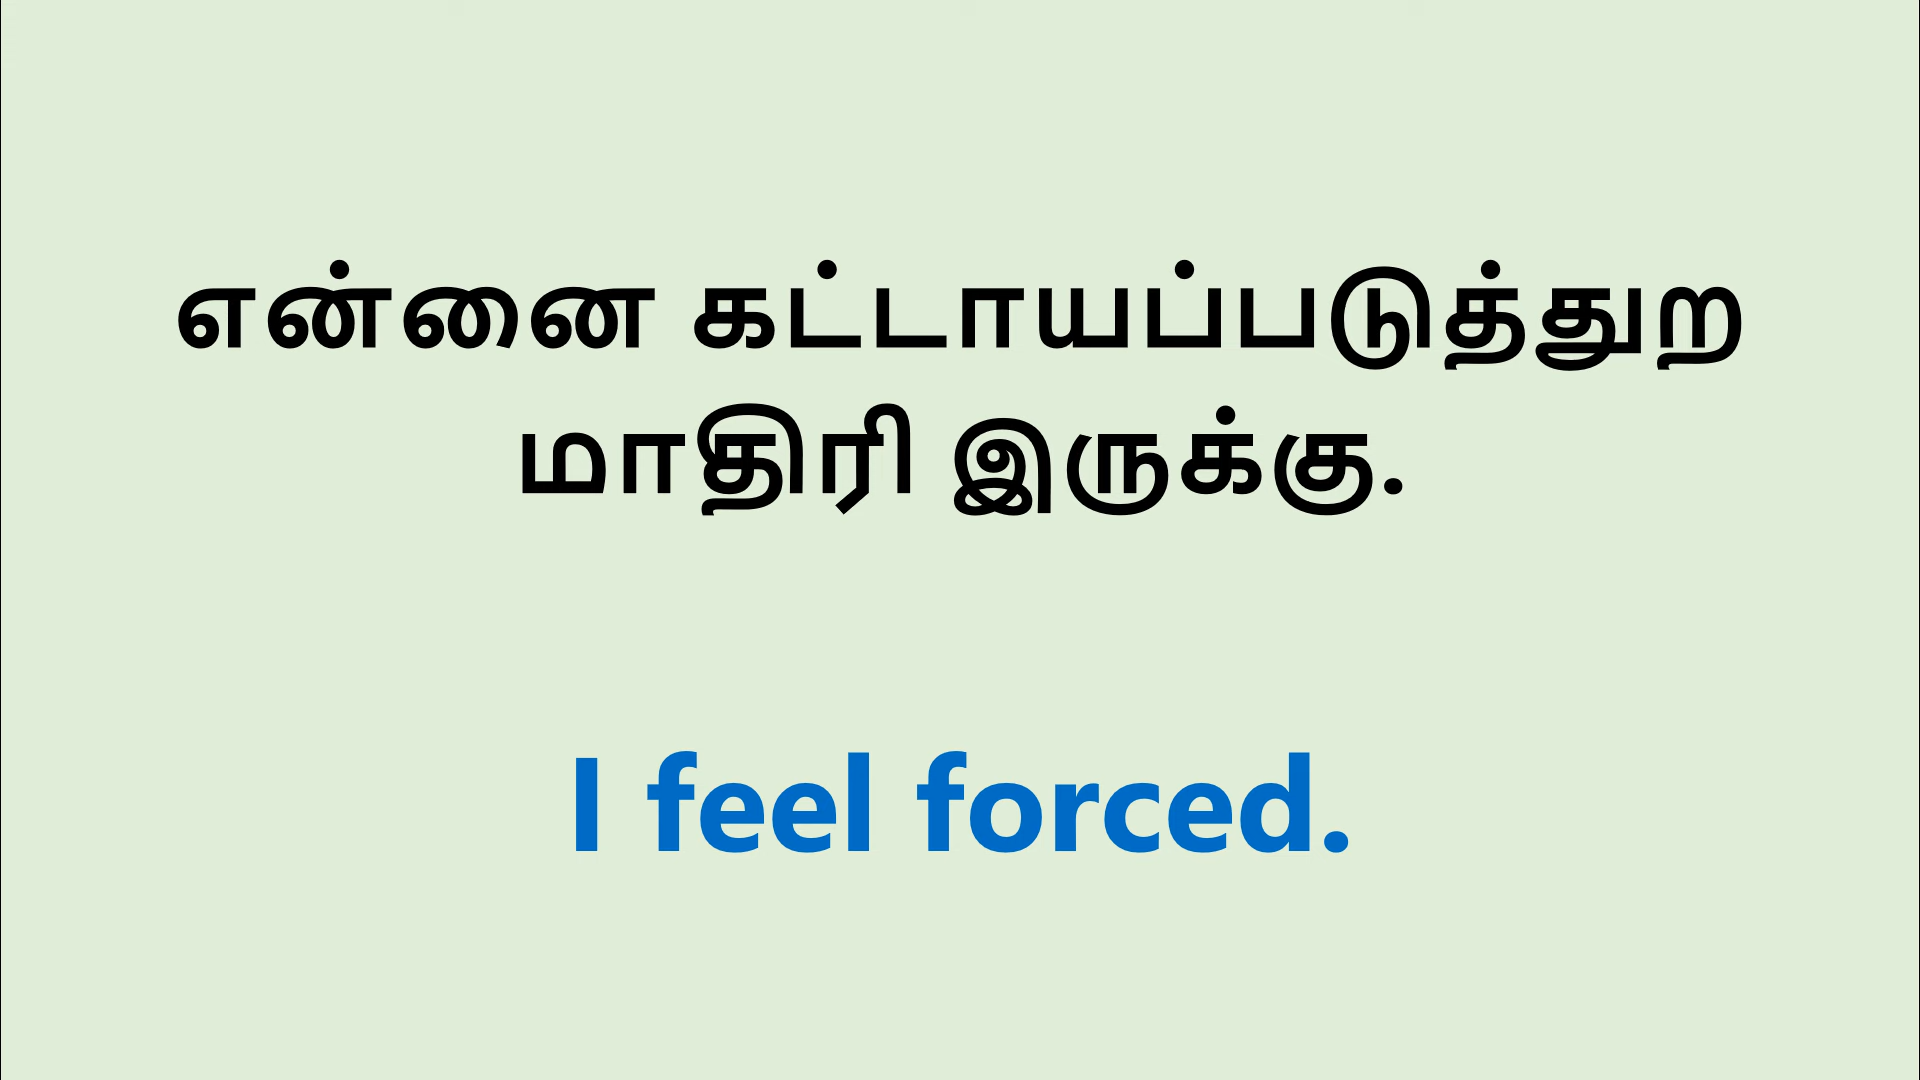 என்னை கட்டாயப்படுத்துற
மாதிரி இருக்கு.
I feel forced.